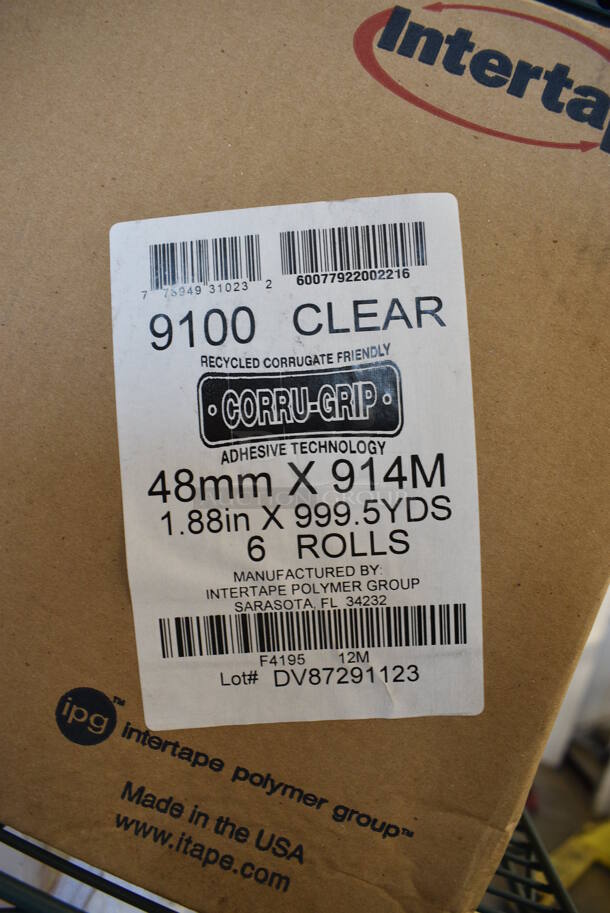 Interta
7 78949 31023 2
60077922002216
9100 CLEAR
RECYCLED CORRUGATE FRIENDLY
· CORRU-GRIP ·
ADHESIVE TECHNOLOGY
48mm X 914M
1.88in X 999.5YDS
6 ROLLS
MANUFACTURED BY:
INTERTAPE POLYMER GROUP
SARASOTA, FL 34232
F4195 12M
Lot# DV87291123
ipg™ intertape polymer group™
Made in the USA
www.itape.com